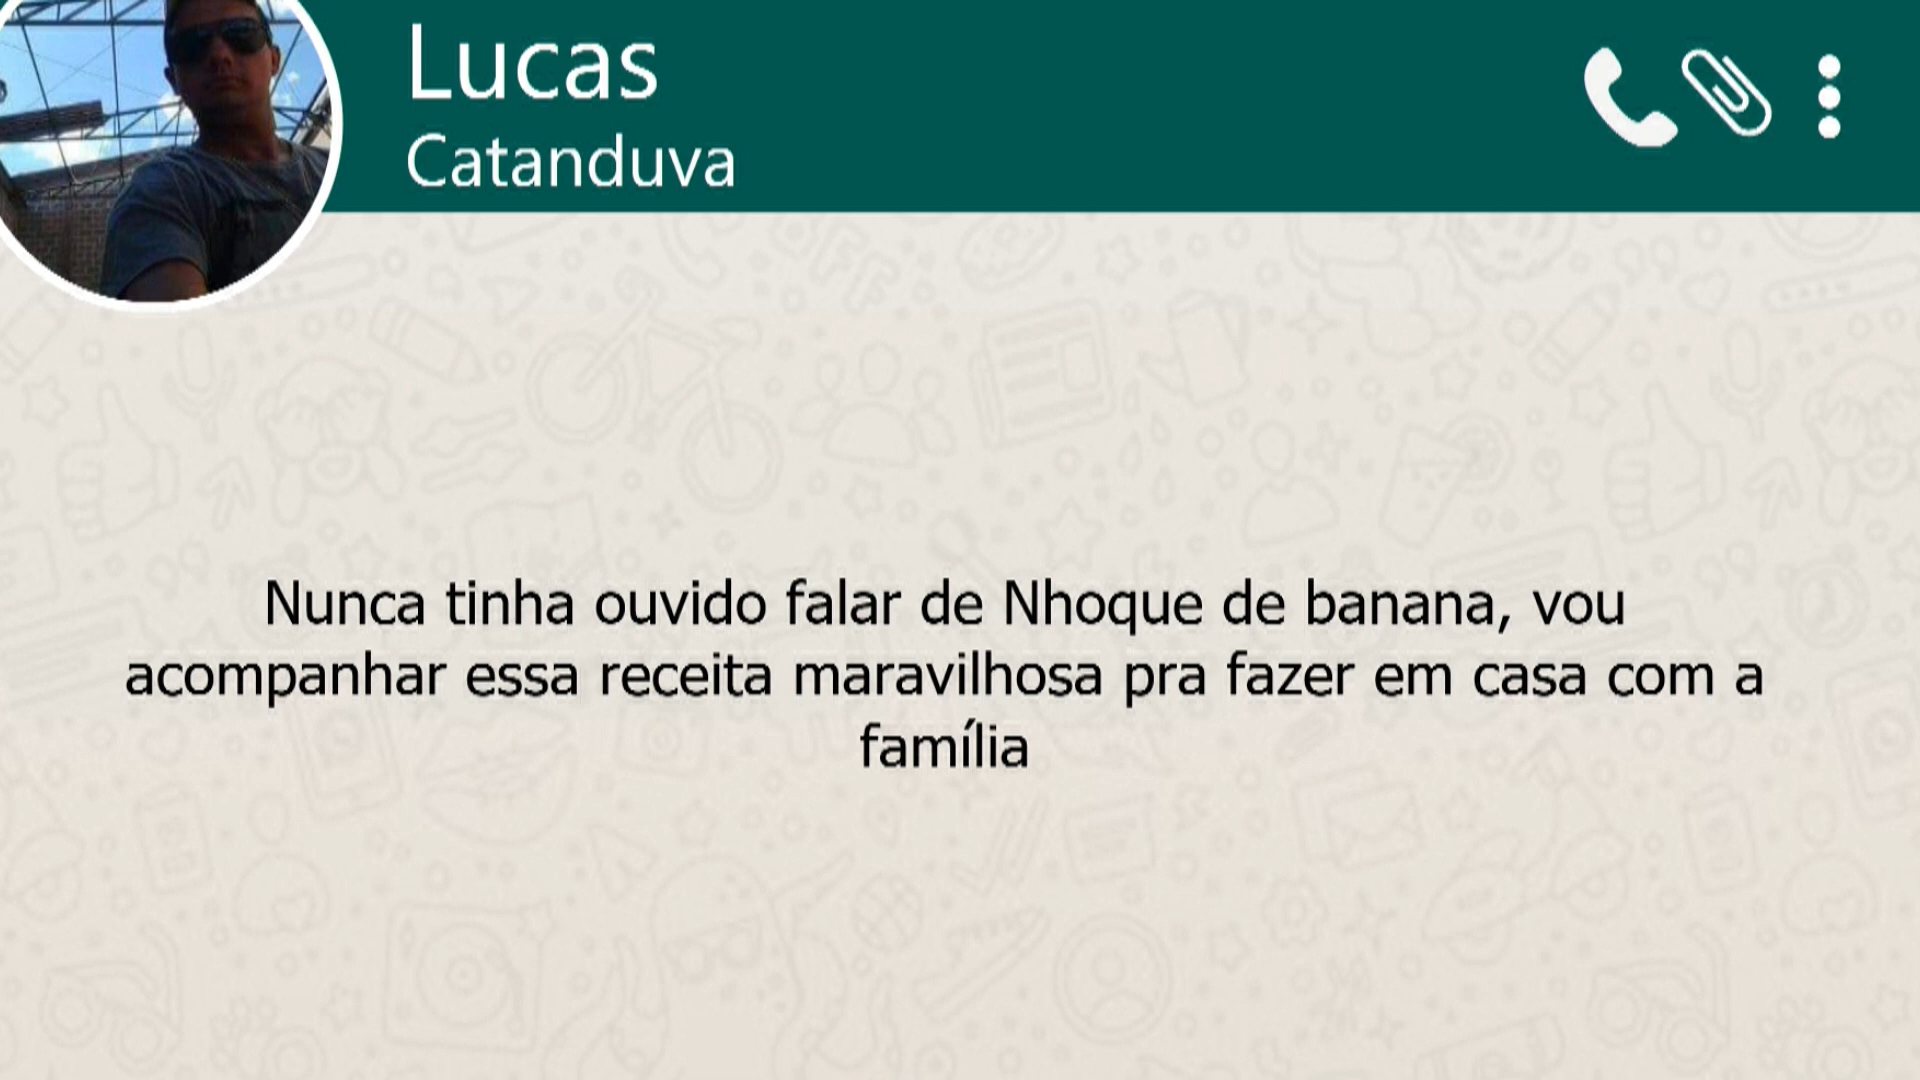 Lucas
Catanduva
Nunca tinha ouvido falar de Nhoque de banana, vou
acompanhar essa receita maravilhosa pra fazer em casa com a
família